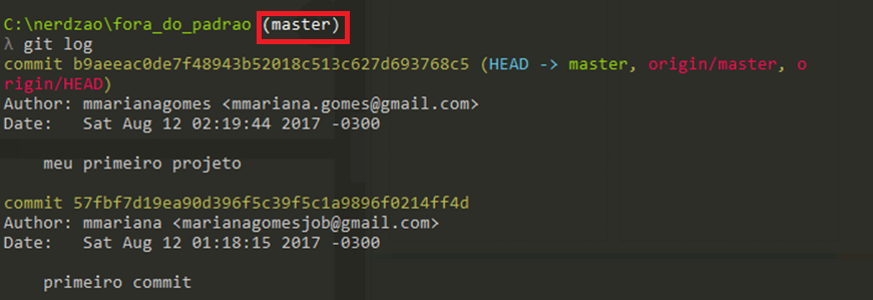 C:\nerdzao\fora_do_padrao (master)
λ git log
commit b9aeeac0de7f48943b52018c513c627d693768c5 (HEAD -> master, origin/master, o
rigin/HEAD)
Author: mmarianagomes <mmariana.gomes@gmail.com>
Date:   Sat Aug 12 02:19:44 2017 -0300
    meu primeiro projeto
commit 57fbf7d19ea90d396f5c39f5c1a9896f0214ff4d
Author: mmariana <marianagomesjob@gmail.com>
Date:   Sat Aug 12 01:18:15 2017 -0300
    primeiro commit